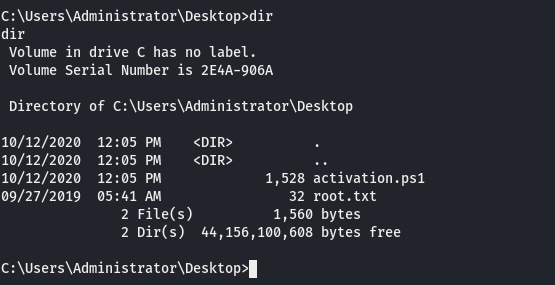 C:\Users\Administrator\Desktop>dir
dir
 Volume in drive C has no label.
 Volume Serial Number is 2E4A-906A

 Directory of C:\Users\Administrator\Desktop

10/12/2020  12:05 PM    <DIR>          .
10/12/2020  12:05 PM    <DIR>          ..
10/12/2020  12:05 PM             1,528 activation.ps1
09/27/2019  05:41 AM                32 root.txt
               2 File(s)          1,560 bytes
               2 Dir(s)  44,156,100,608 bytes free

C:\Users\Administrator\Desktop>